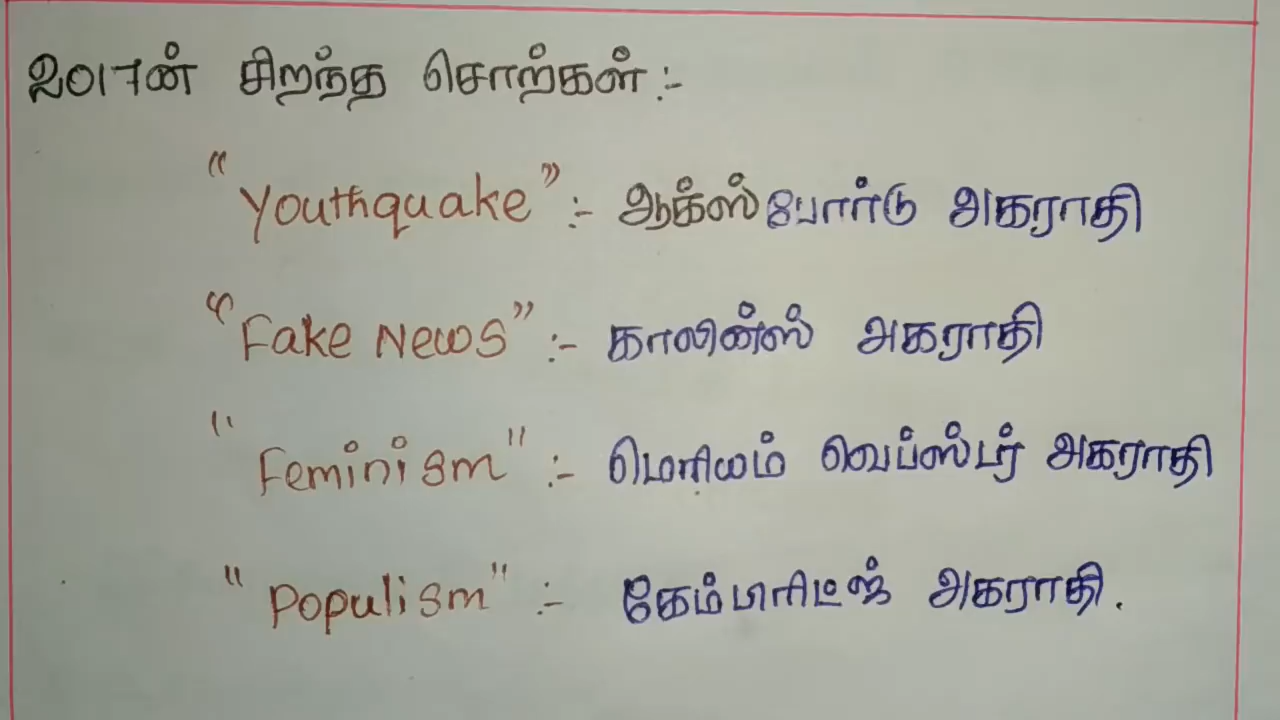 2017ன் சிறந்த சொற்கள் :-
"Youthquake" :- ஆக்ஸ்போர்டு அகராதி
"Fake News" :- காலின்ஸ் அகராதி
"Feminism" :- மெரியம் வெப்ஸ்டர் அகராதி
"Populism" :- கேம்பிரிட்ஜ் அகராதி.